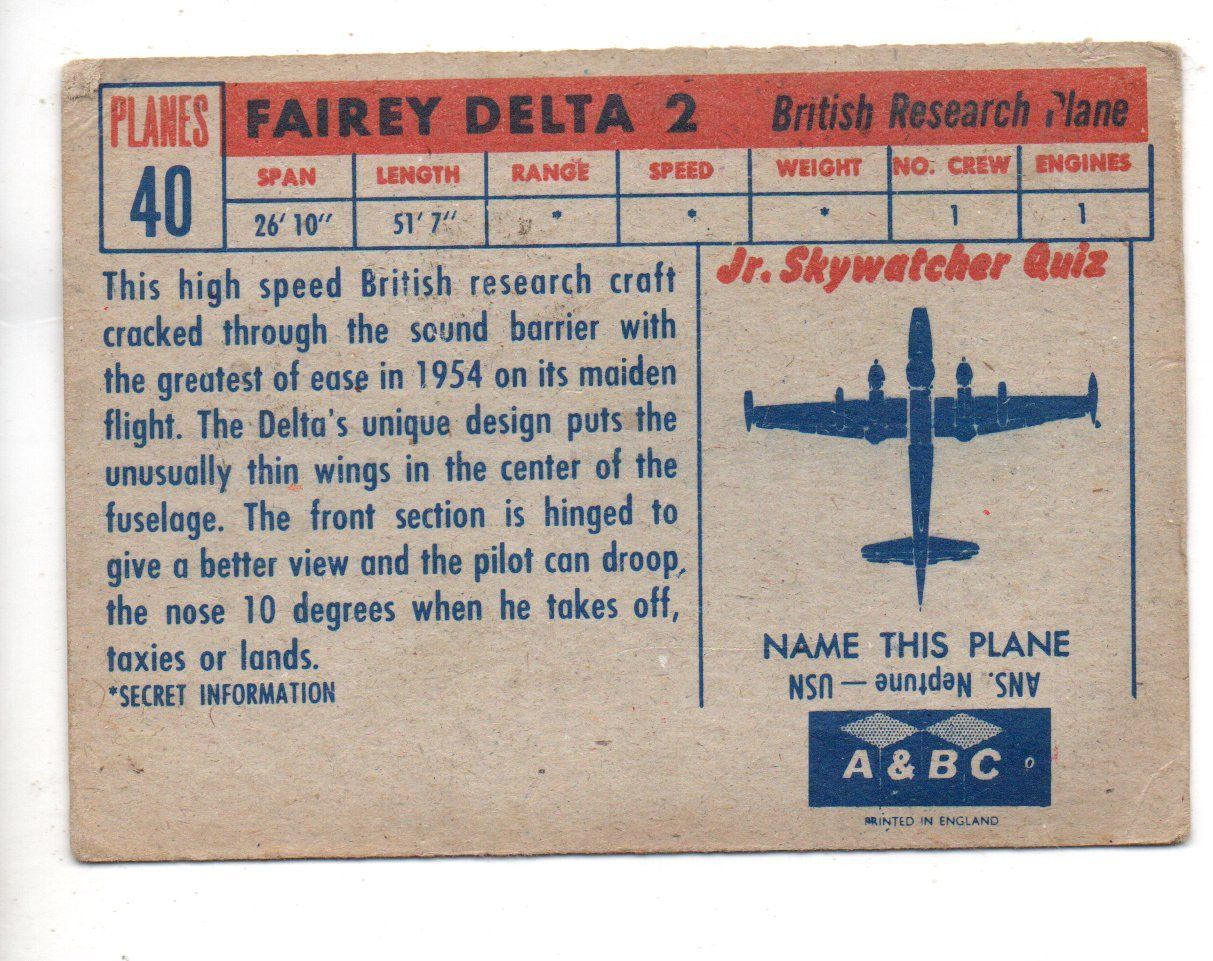 PLANES
40
FAIREY DELTA 2 British Research Plane
SPAN LENGTH RANGE SPEED WEIGHT NO. CREW ENGINES
26' 10" 51' 7" * * * 1 1
This high speed British research craft
cracked through the sound barrier with
the greatest of ease in 1954 on its maiden
flight. The Delta's unique design puts the
unusually thin wings in the center of the
fuselage. The front section is hinged to
give a better view and the pilot can droop
the nose 10 degrees when he takes off,
taxies or lands.
*SECRET INFORMATION
Jr. Skywatcher Quiz
NAME THIS PLANE
ANS. Neptune — USN
A & B C
PRINTED IN ENGLAND